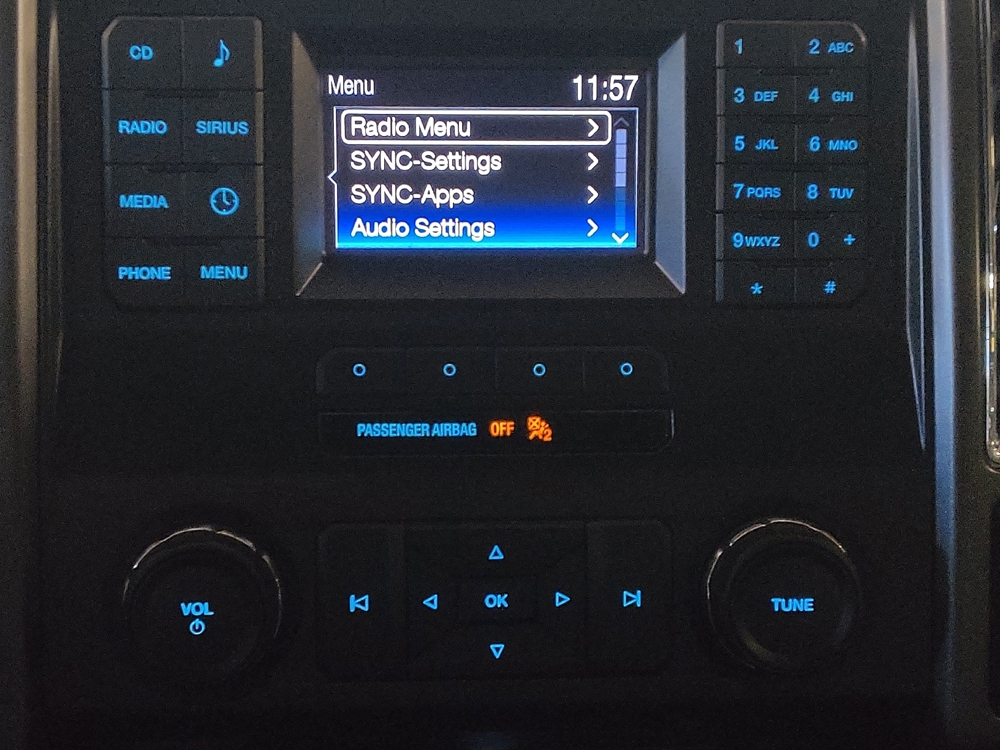 CD
RADIO SIRIUS
MEDIA
PHONE MENU
Menu 11:57
Radio Menu
SYNC-Settings
SYNC-Apps
Audio Settings
1 2 ABC
3 DEF 4 GHI
5 JKL 6 MNO
7 PQRS 8 TUV
9 WXYZ 0 +
* #
PASSENGER AIRBAG OFF 2
VOL
OK
TUNE